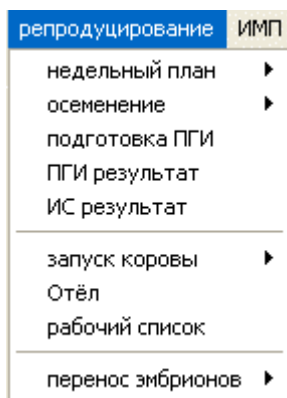 репродуцирование ИМП
недельный план
осеменение
подготовка ПГИ
ПГИ результат
ИС результат
запуск коровы
Отёл
рабочий список
перенос эмбрионов